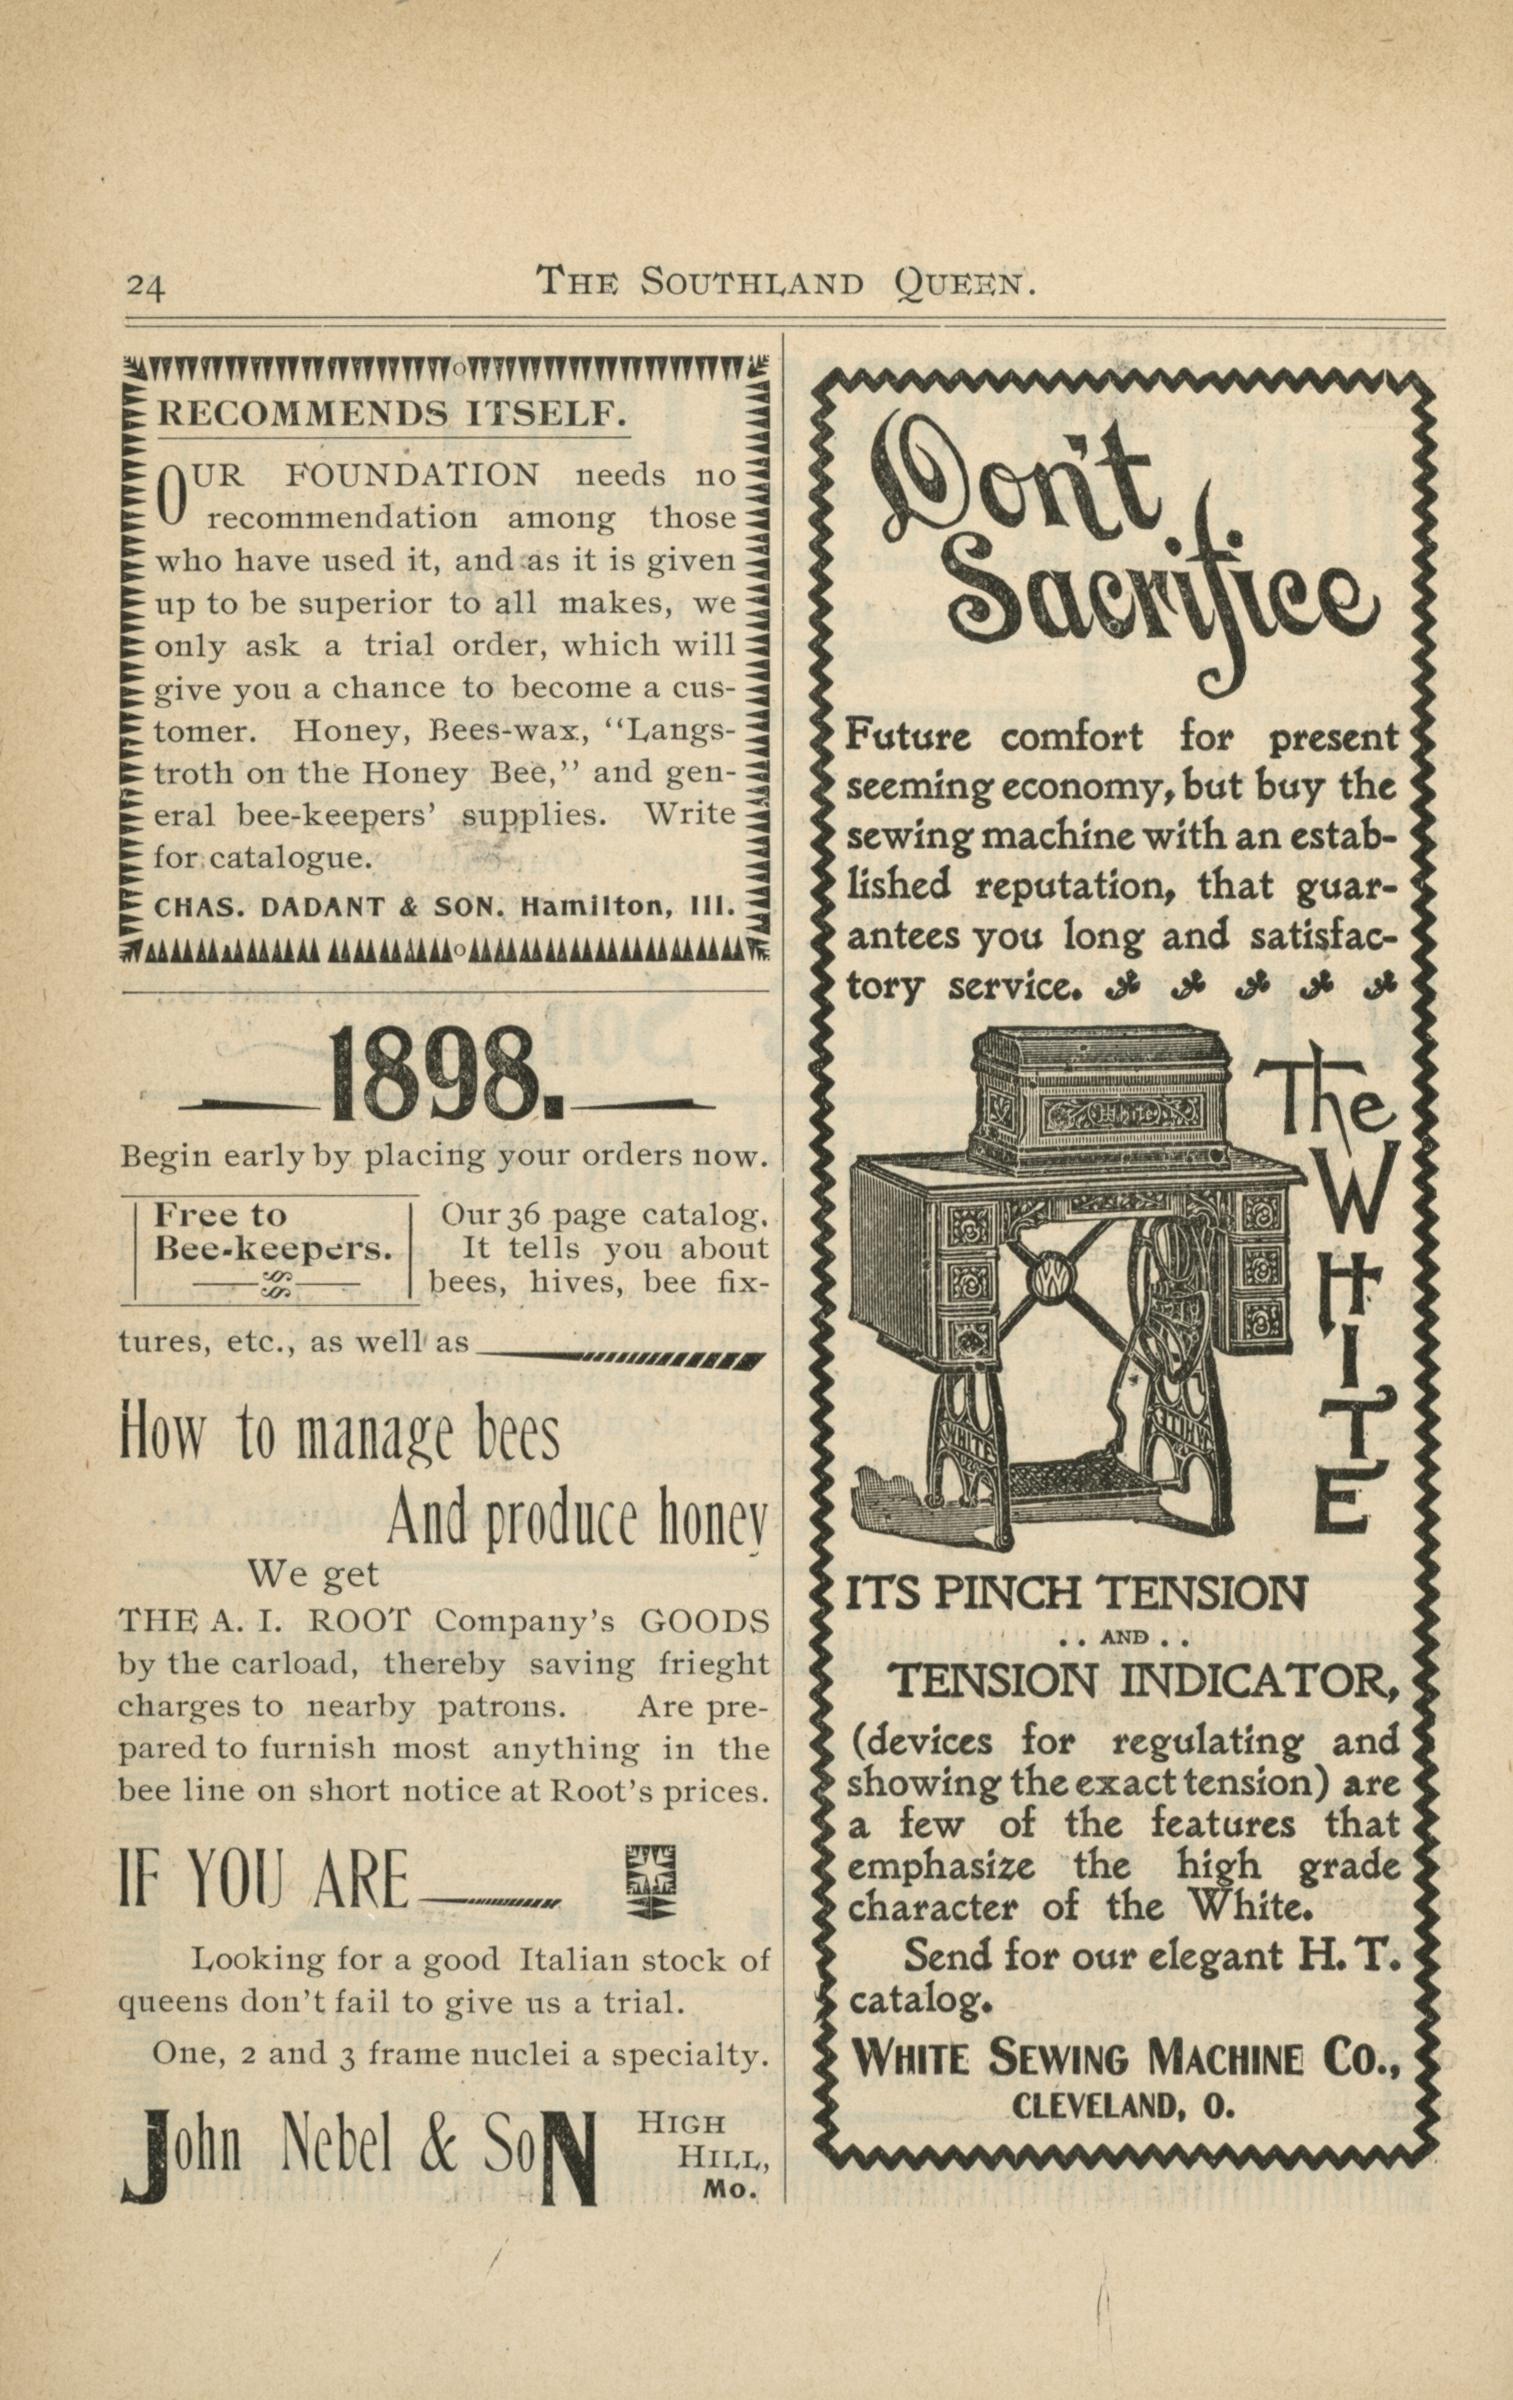 24
THE SOUTHLAND QUEEN.
RECOMMENDS ITSELF.
OUR FOUNDATION needs no
recommendation among those
who have used it, and as it is given
up to be superior to all makes, we
only ask a trial order, which will
give you a chance to become a cus-
tomer. Honey, Bees-wax, "Langs-
troth on the Honey Bee," and gen-
eral bee-keepers' supplies. Write
for catalogue.
CHAS. DADANT & SON. Hamilton, Ill.
1898.
Begin early by placing your orders now.
Free to
Bee-keepers.
Our 36 page catalog.
It tells you about
bees, hives, bee fix-
tures, etc., as well as
How to manage bees
And produce honey
We get
THE A. I. ROOT Company's GOODS
by the carload, thereby saving frieght
charges to nearby patrons. Are pre-
pared to furnish most anything in the
bee line on short notice at Root's prices.
IF YOU ARE
Looking for a good Italian stock of
queens don't fail to give us a trial.
One, 2 and 3 frame nuclei a specialty.
John Nebel & SoN
HIGH
HILL,
Mo.
Don't
Sacrifice
Future comfort for present
seeming economy, but buy the
sewing machine with an estab-
lished reputation, that guar-
antees you long and satisfac-
tory service.
The
WHITE
White
W
WHITE
WHITE
ITS PINCH TENSION
. . AND . .
TENSION INDICATOR,
(devices for regulating and
showing the exact tension) are
a few of the features that
emphasize the high grade
character of the White.
Send for our elegant H. T.
catalog.
WHITE SEWING MACHINE CO.,
CLEVELAND, O.